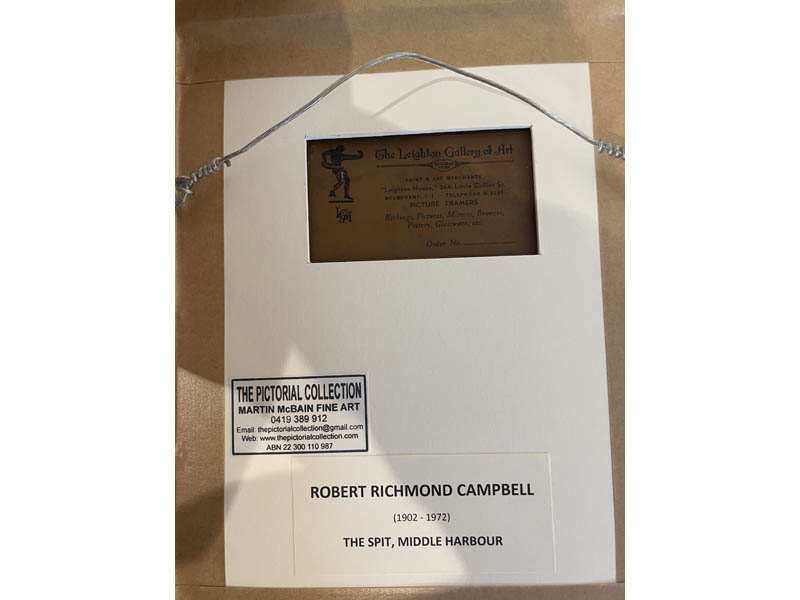 The Leighton Gallery of Art
PAINT & ART MERCHANTS
"Leighton House," Little Collins St.
MELBOURNE, C.1 - TELEPHONE
PICTURE FRAMERS
Etchings, Pictures, Mirrors, Bronzes,
Pottery, Glassware, etc.
Order No.
THE PICTORIAL COLLECTION
MARTIN McBAIN FINE ART
0419 389 912
Email: thepictorialcollection@gmail.com
Web: www.thepictorialcollection.com
ABN 22 300 110 987
ROBERT RICHMOND CAMPBELL
(1902 - 1972)
THE SPIT, MIDDLE HARBOUR